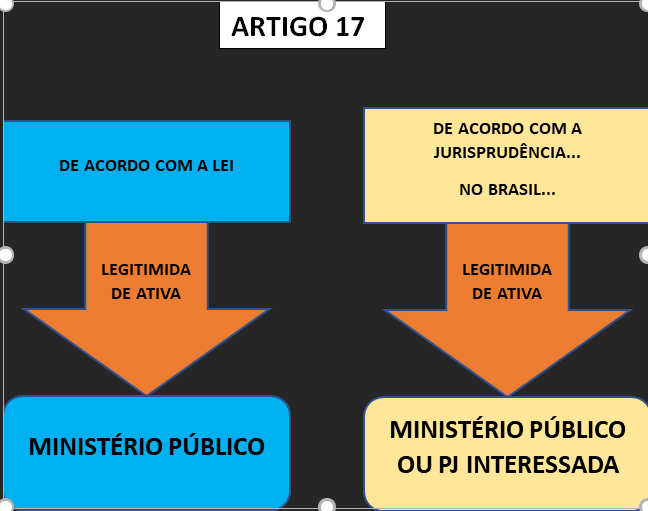 ARTIGO 17
DE ACORDO COM A LEI
LEGITIMIDA
DE ATIVA
MINISTÉRIO PÚBLICO
DE ACORDO COM A
JURISPRUDÊNCIA...
NO BRASIL...
LEGITIMIDA
DE ATIVA
MINISTÉRIO PÚBLICO
OU PJ INTERESSADA